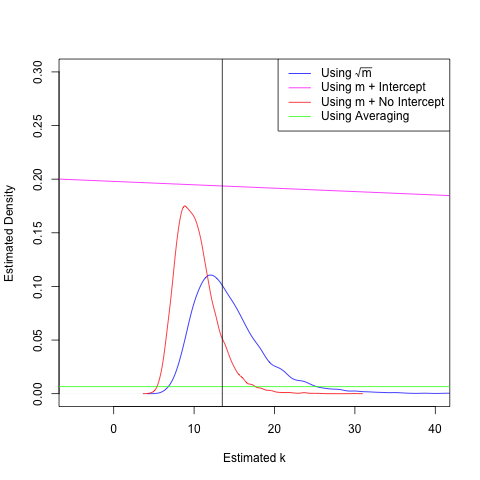 Using √m
Using m + Intercept
Using m + No Intercept
Using Averaging
0.30
0.25
0.20
0.15
0.10
0.05
0.00
Estimated Density
0 10 20 30 40
Estimated k